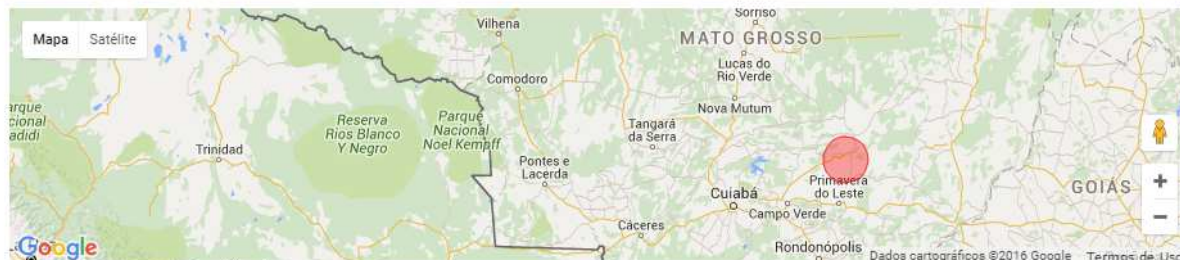 Mapa
Satélite
Vilhena
Sorriso
MATO GROSSO
Lucas do
Rio Verde
Comodoro
Nova Mutum
Parque
Nacional
Noel Kempff
Reserva
Rios Blanco
Y Negro
Tangará
da Serra
Trinidad
Pontes e
Lacerda
Primavera
do Leste
GOIÁS
Cuiabá
Campo Verde
Cáceres
Rondonópolis
Google
Dados cartográficos ©2016 Google
Termos de Uso